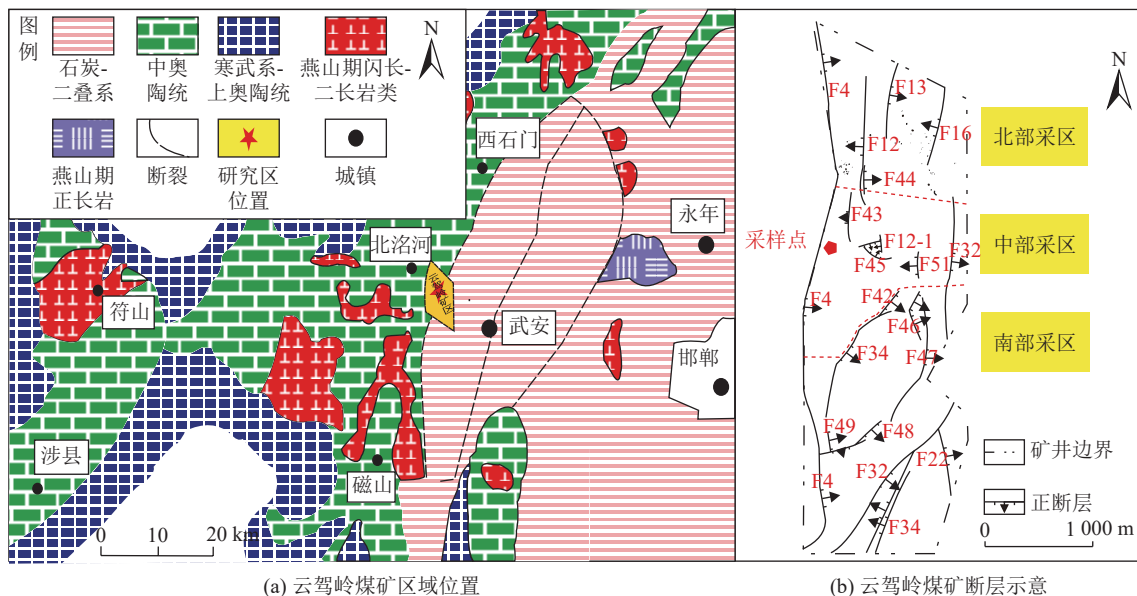 图例
石炭-
二叠系
中奥
陶统
寒武系-
上奥陶统
燕山期闪长-
二长岩类
N
燕山期
正长岩
断裂
研究区
位置
城镇
西石门
永年
北洺河
符山
武安
邯郸
涉县
磁山
0 10 20 km
(a) 云驾岭煤矿区域位置
N
F4
F13
F16
F12
F44
北部采区
F43
采样点
F12-1
F45
F51
F32
中部采区
F4
F42
F46
F34
F47
南部采区
F49
F48
F32
F22
F4
F34
矿井边界
正断层
0 1 000 m
(b) 云驾岭煤矿断层示意